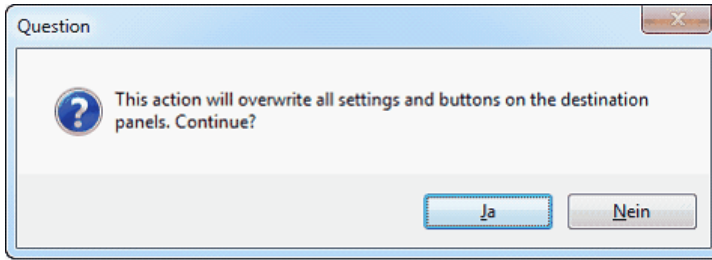 Question
This action will overwrite all settings and buttons on the destination
panels. Continue?
Ja
Nein